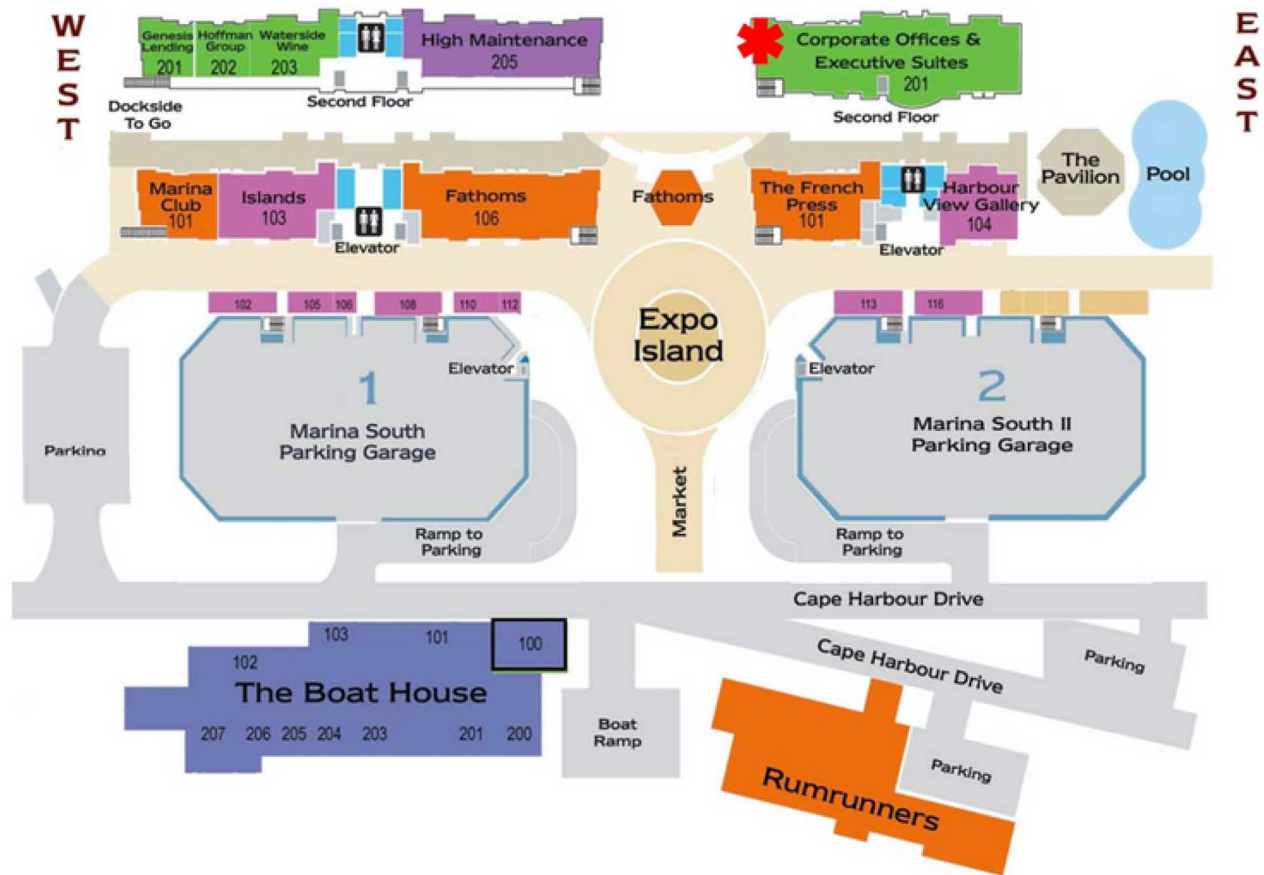 WEST
EAST
Genesis
Lending
201
Hoffman
Group
202
Waterside
Wine
203
High Maintenance
205
Second Floor
Corporate Offices &
Executive Suites
201
Second Floor
Dockside
To Go
Marina
Club
101
Islands
103
Elevator
Fathoms
106
Fathoms
The French
Press
101
Elevator
Harbour
View Gallery
104
The
Pavilion
Pool
102
105
106
108
110
112
113
116
Expo
Island
Elevator
1
Marina South
Parking Garage
Elevator
2
Marina South II
Parking Garage
Parking
Market
Ramp to
Parking
Ramp to
Parking
Cape Harbour Drive
Cape Harbour Drive
Parking
103
101
100
102
The Boat House
207
206
205
204
203
201
200
Boat
Ramp
Parking
Rumrunners